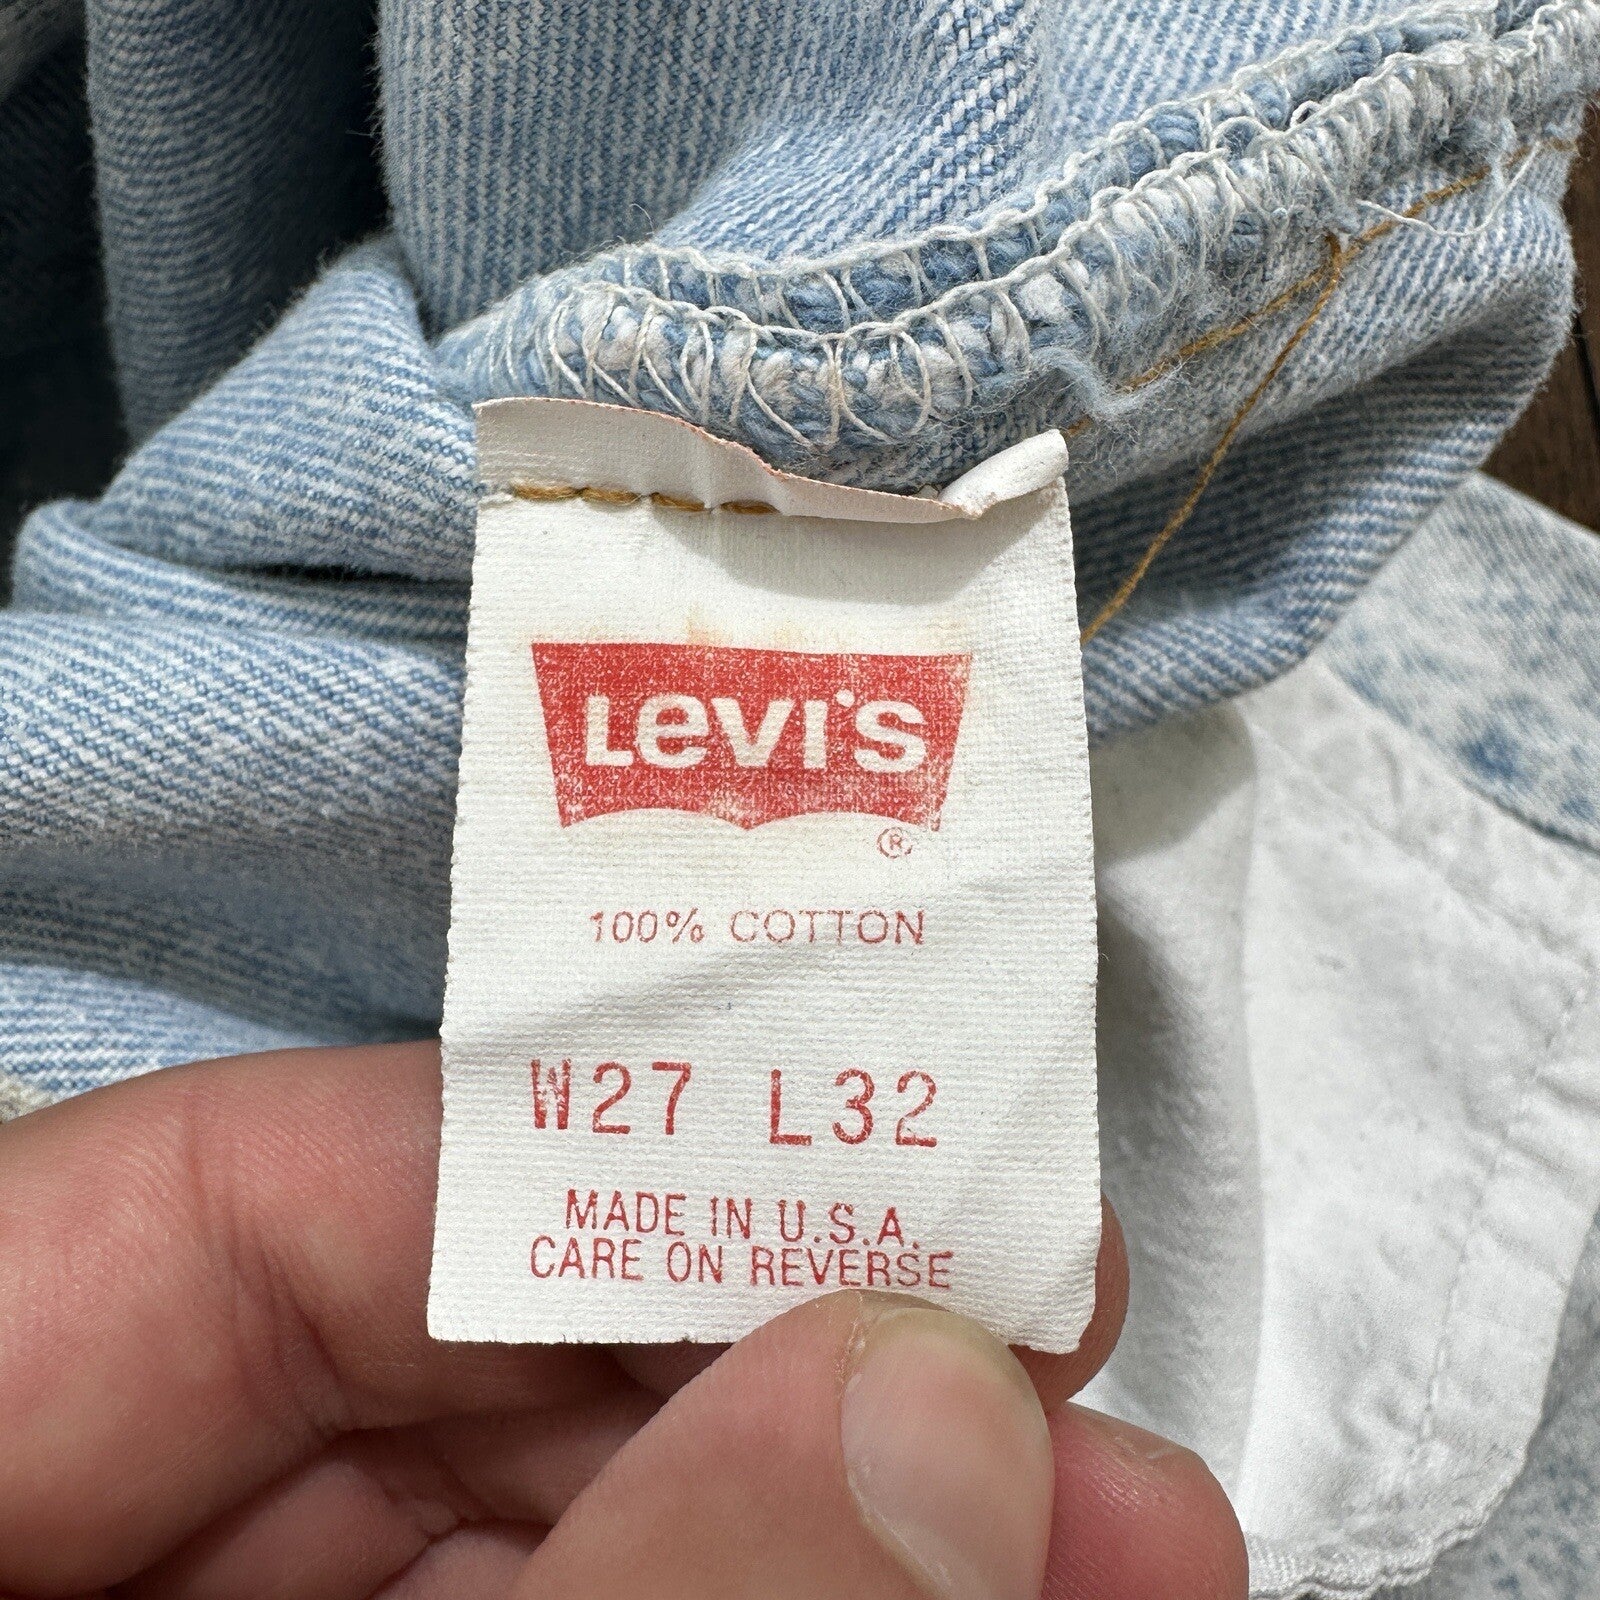 Levi's
®
100% COTTON
W27 L32
MADE IN U.S.A.
CARE ON REVERSE